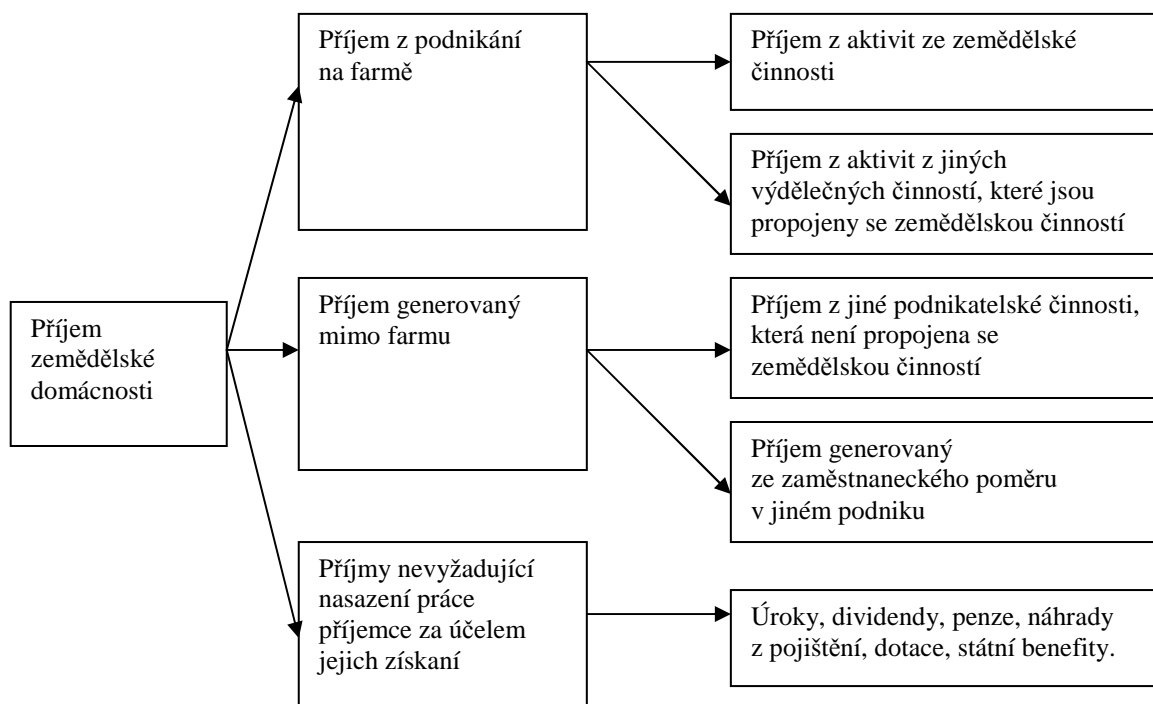 Příjem
zemědělské
domácnosti
Příjem z podnikání
na farmě
Příjem z aktivit ze zemědělské
činnosti
Příjem z aktivit z jiných
výdělečných činností, které jsou
propojeny se zemědělskou činností
Příjem generovaný
mimo farmu
Příjem z jiné podnikatelské činnosti,
která není propojena se
zemědělskou činností
Příjem generovaný
ze zaměstnaneckého poměru
v jiném podniku
Příjmy nevyžadující
nasazení práce
příjemce za účelem
jejich získaní
Úroky, dividendy, penze, náhrady
z pojištění, dotace, státní benefity.